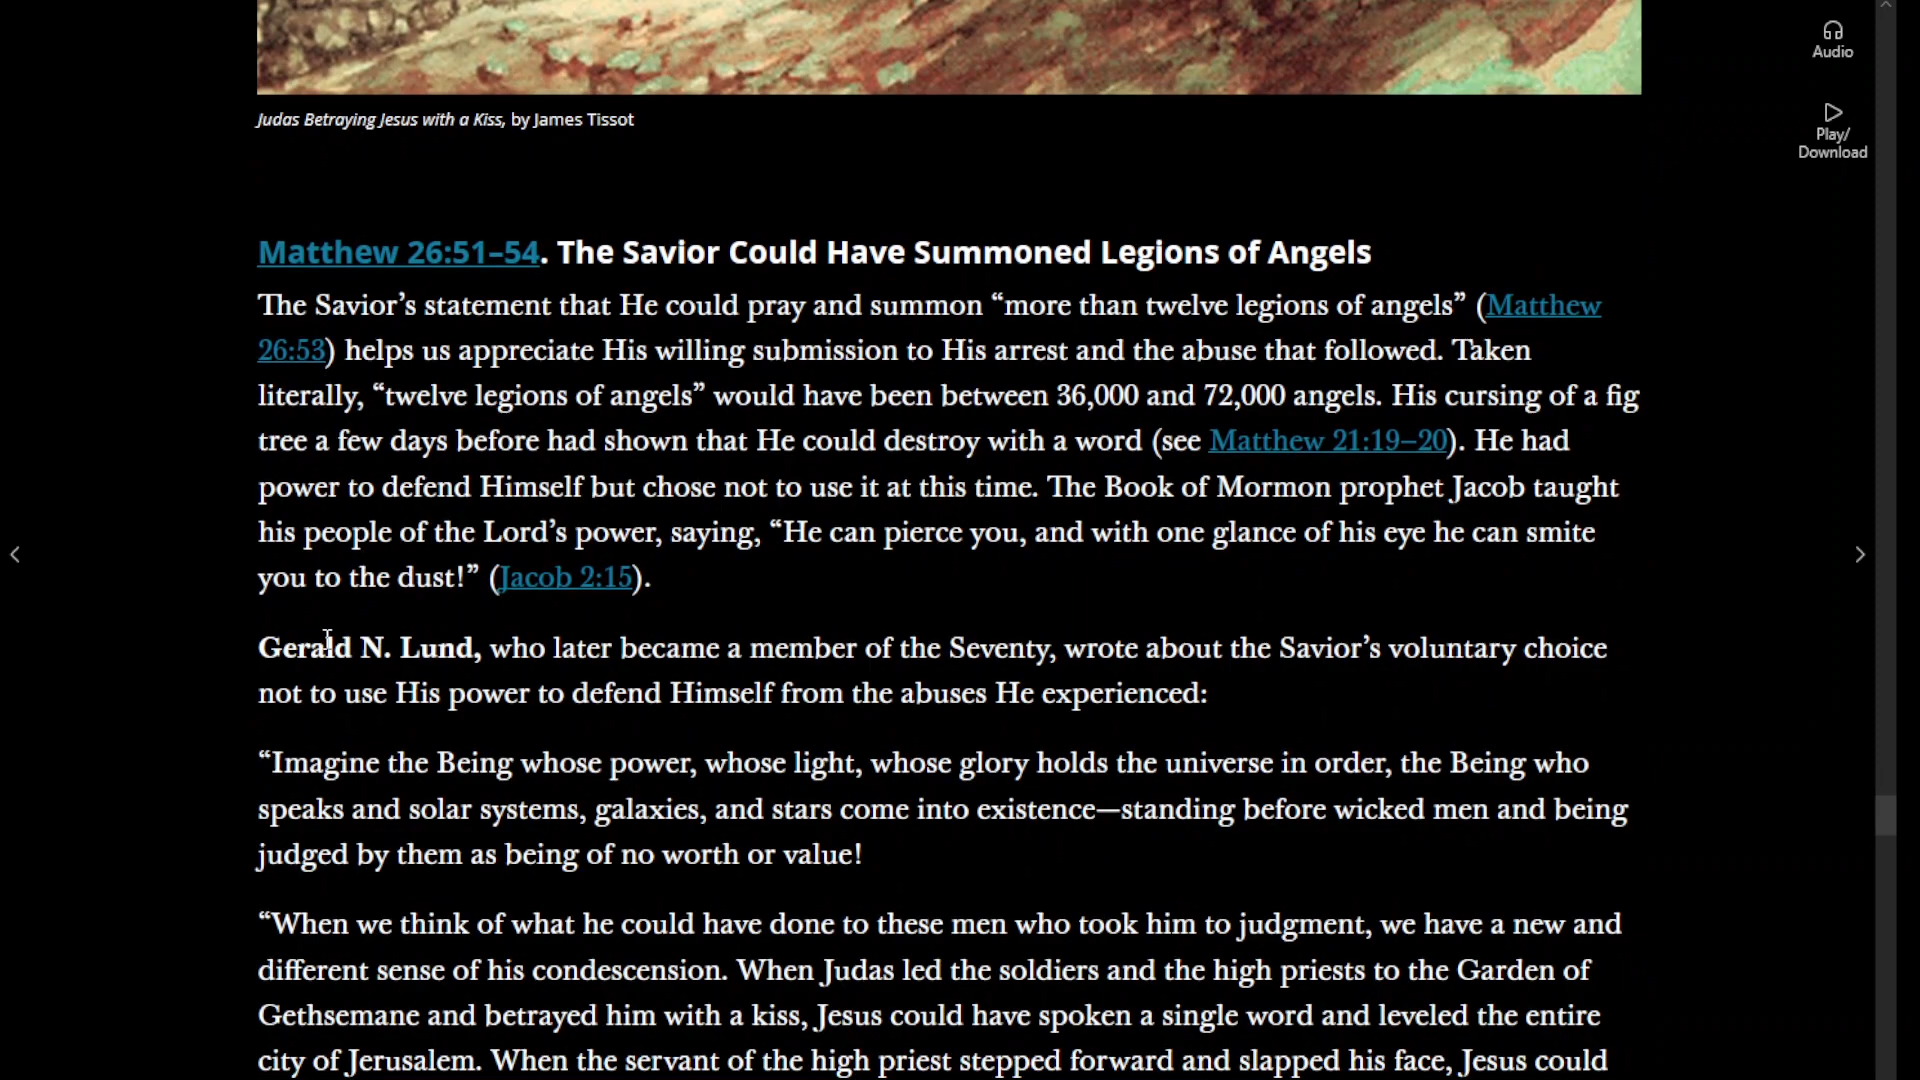 Audio
Play/
Download
Judas Betraying Jesus with a Kiss, by James Tissot
Matthew 26:51–54. The Savior Could Have Summoned Legions of Angels
The Savior’s statement that He could pray and summon “more than twelve legions of angels” (Matthew
26:53) helps us appreciate His willing submission to His arrest and the abuse that followed. Taken
literally, “twelve legions of angels” would have been between 36,000 and 72,000 angels. His cursing of a fig
tree a few days before had shown that He could destroy with a word (see Matthew 21:19–20). He had
power to defend Himself but chose not to use it at this time. The Book of Mormon prophet Jacob taught
his people of the Lord’s power, saying, “He can pierce you, and with one glance of his eye he can smite
you to the dust!” (Jacob 2:15).
Gerald N. Lund, who later became a member of the Seventy, wrote about the Savior’s voluntary choice
not to use His power to defend Himself from the abuses He experienced:
“Imagine the Being whose power, whose light, whose glory holds the universe in order, the Being who
speaks and solar systems, galaxies, and stars come into existence—standing before wicked men and being
judged by them as being of no worth or value!
“When we think of what he could have done to these men who took him to judgment, we have a new and
different sense of his condescension. When Judas led the soldiers and the high priests to the Garden of
Gethsemane and betrayed him with a kiss, Jesus could have spoken a single word and leveled the entire
city of Jerusalem. When the servant of the high priest stepped forward and slapped his face, Jesus could